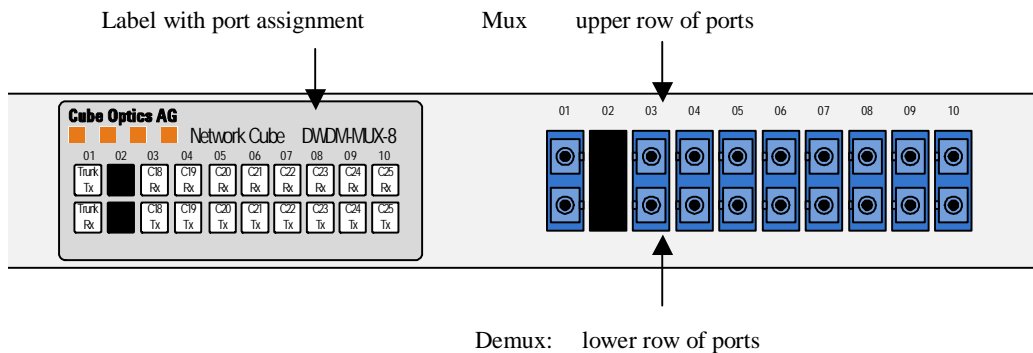 Label with port assignment Mux upper row of ports
Cube Optics AG
Network Cube DWDM-MUX-8
01 02 03 04 05 06 07 08 09 10
Trunk Tx C18 Rx C19 Rx C20 Rx C21 Rx C22 Rx C23 Rx C24 Rx C25 Rx
Trunk Rx C18 Tx C19 Tx C20 Tx C21 Tx C22 Tx C23 Tx C24 Tx C25 Tx
01 02 03 04 05 06 07 08 09 10
Demux: lower row of ports